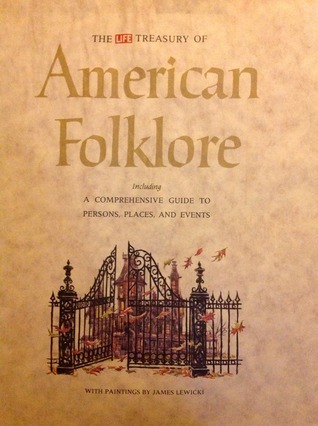 THE LIFE TREASURY OF
American
Folklore
Including
A COMPREHENSIVE GUIDE TO
PERSONS, PLACES, AND EVENTS
WITH PAINTINGS BY JAMES LEWICKI